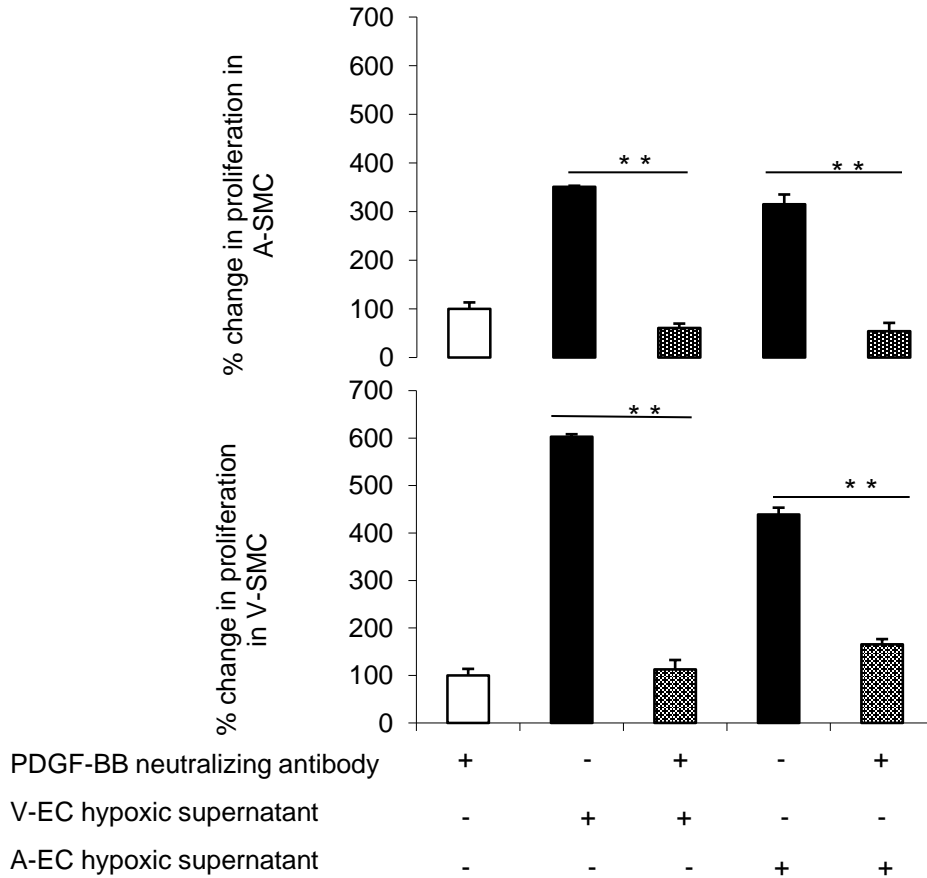 700
600
500
400
300
200
100
0
% change in proliferation in
A-SMC
* *
* *
700
600
500
400
300
200
100
0
% change in proliferation
in V-SMC
* *
* *
PDGF-BB neutralizing antibody + - + - +
V-EC hypoxic supernatant - + + - -
A-EC hypoxic supernatant - - - + +